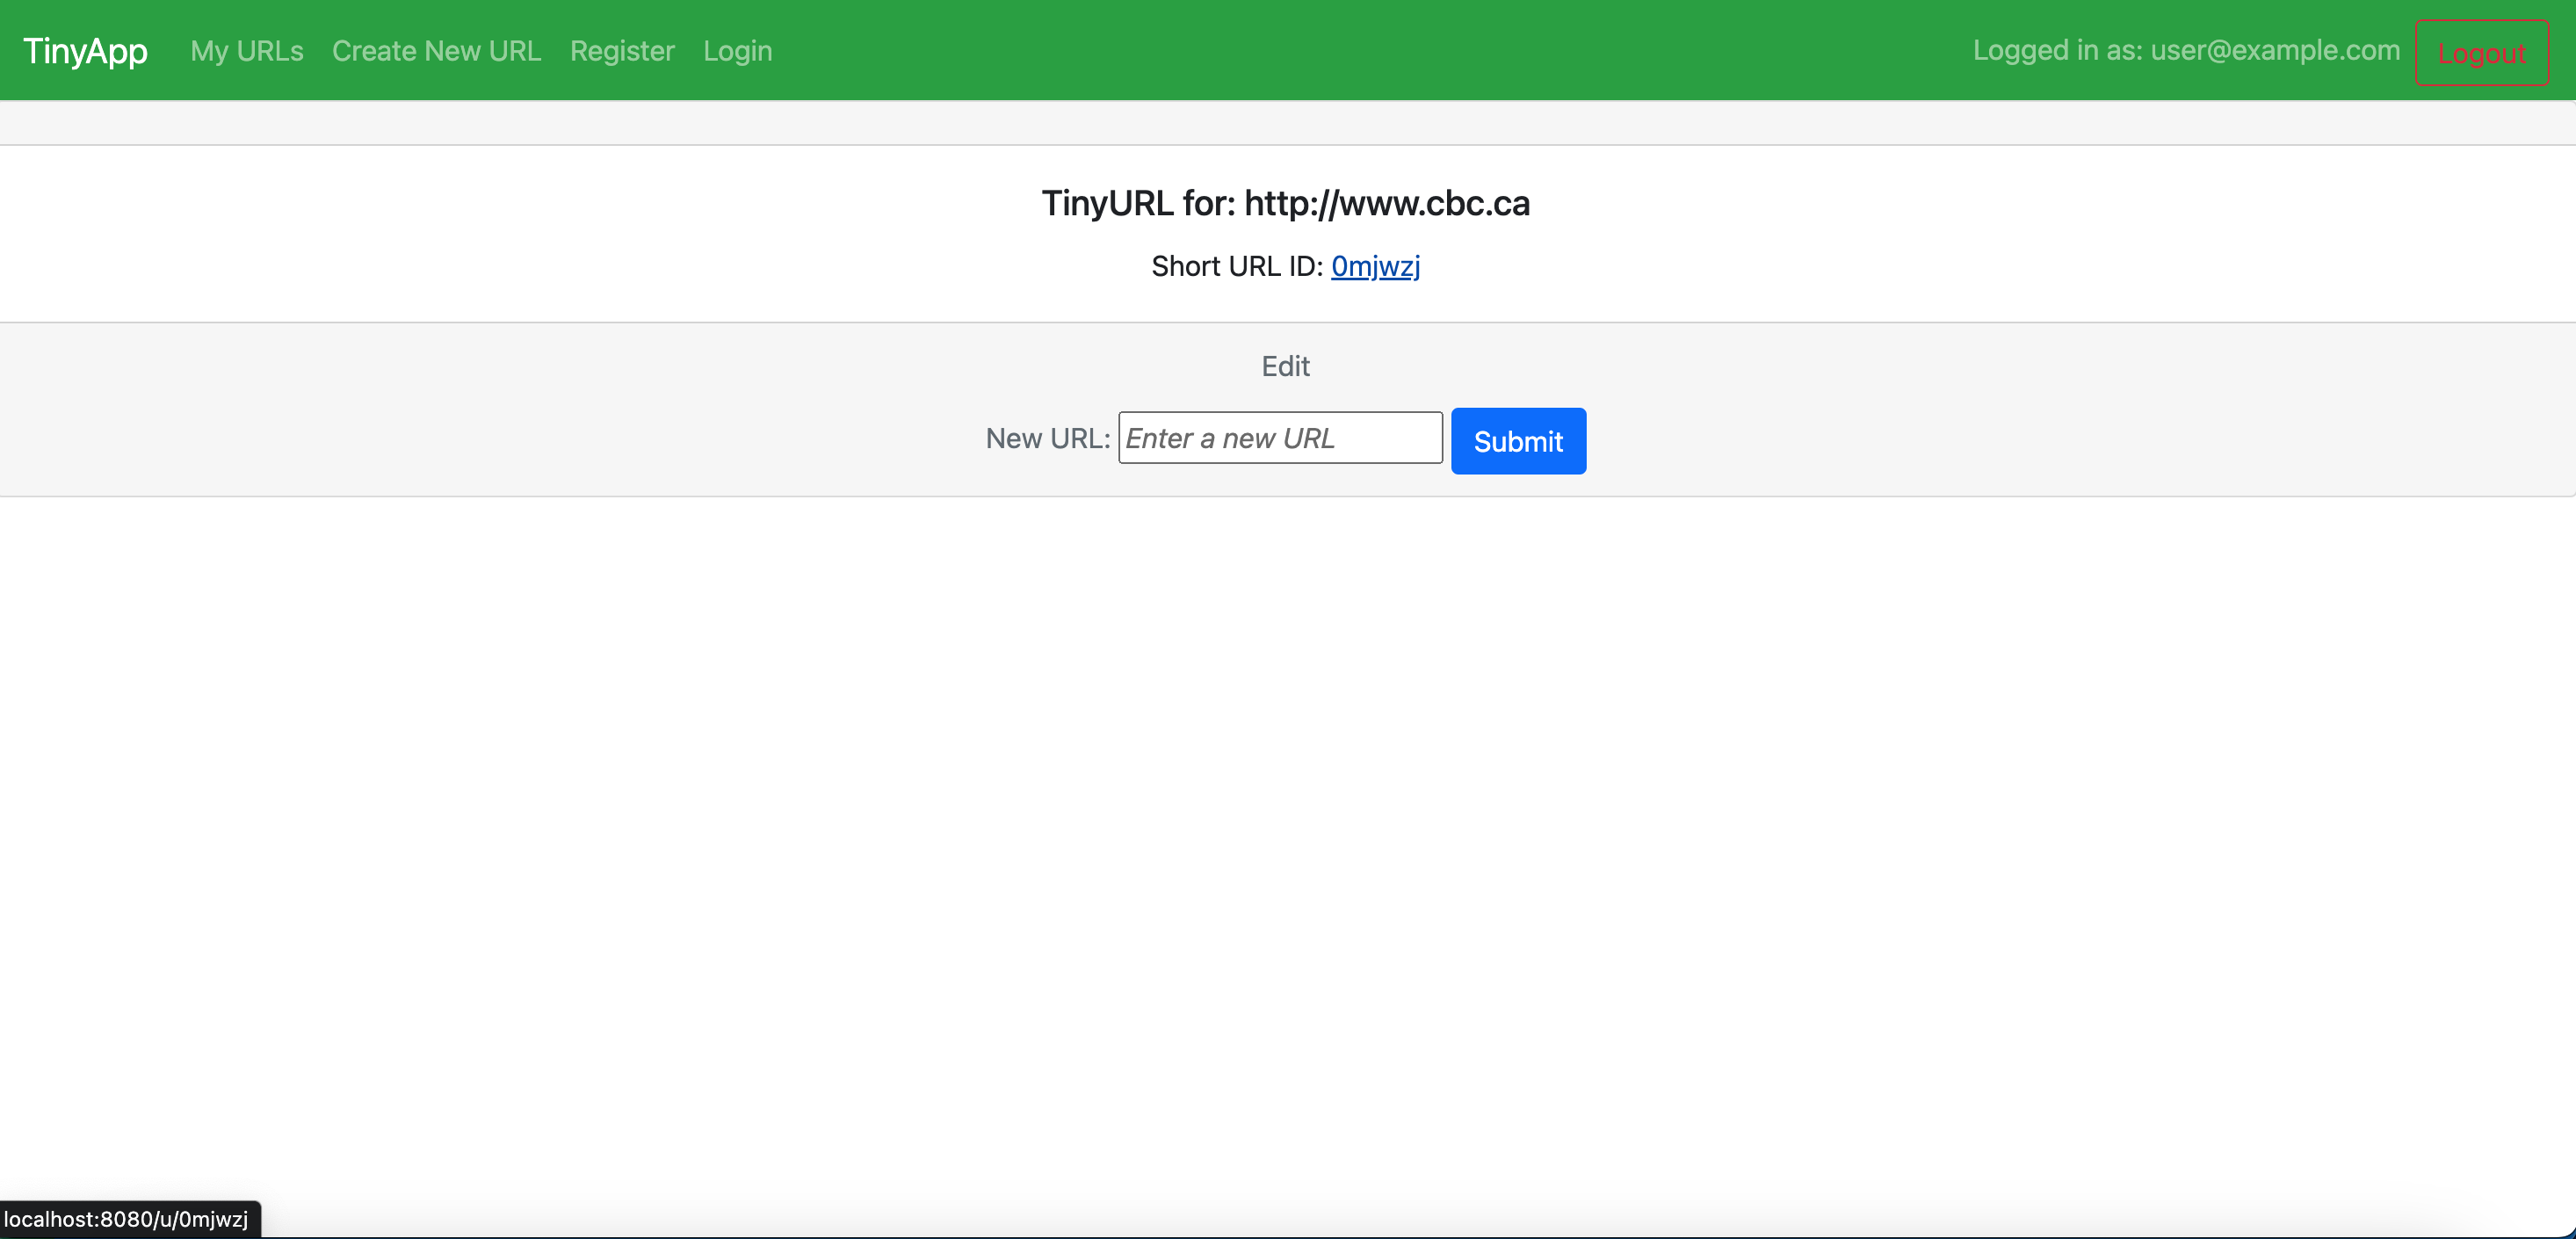 TinyApp My URLs Create New URL Register Login Logged in as: user@example.com Logout
TinyURL for: http://www.cbc.ca
Short URL ID: 0mjwzj
Edit
New URL: Enter a new URL Submit
localhost:8080/u/0mjwzj